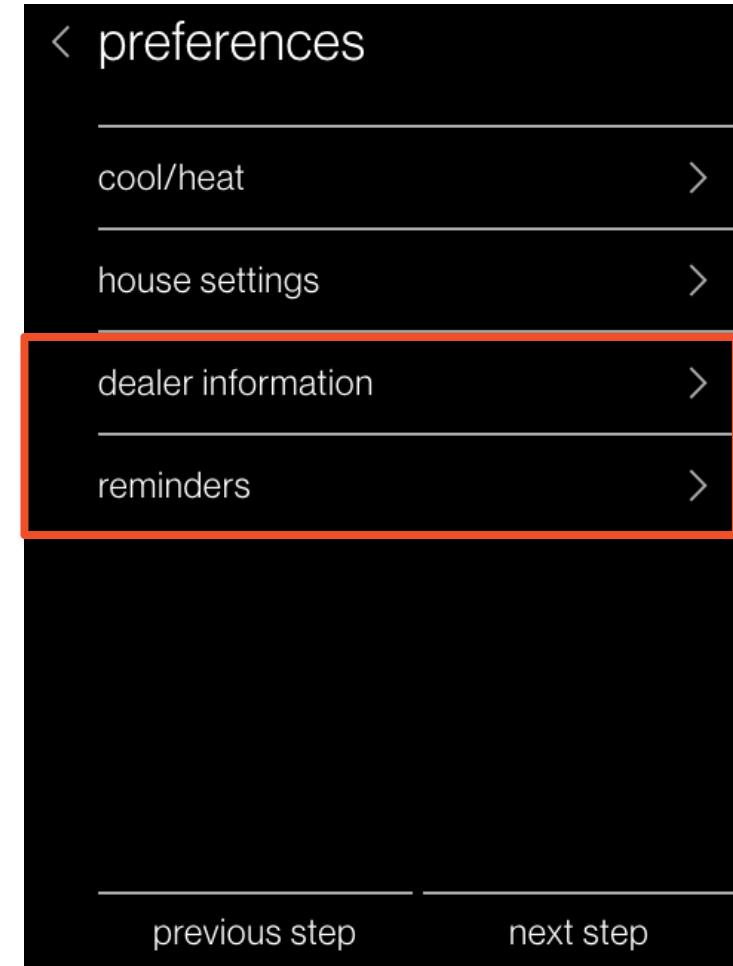 preferences
cool/heat
house settings
dealer information
reminders
previous step next step